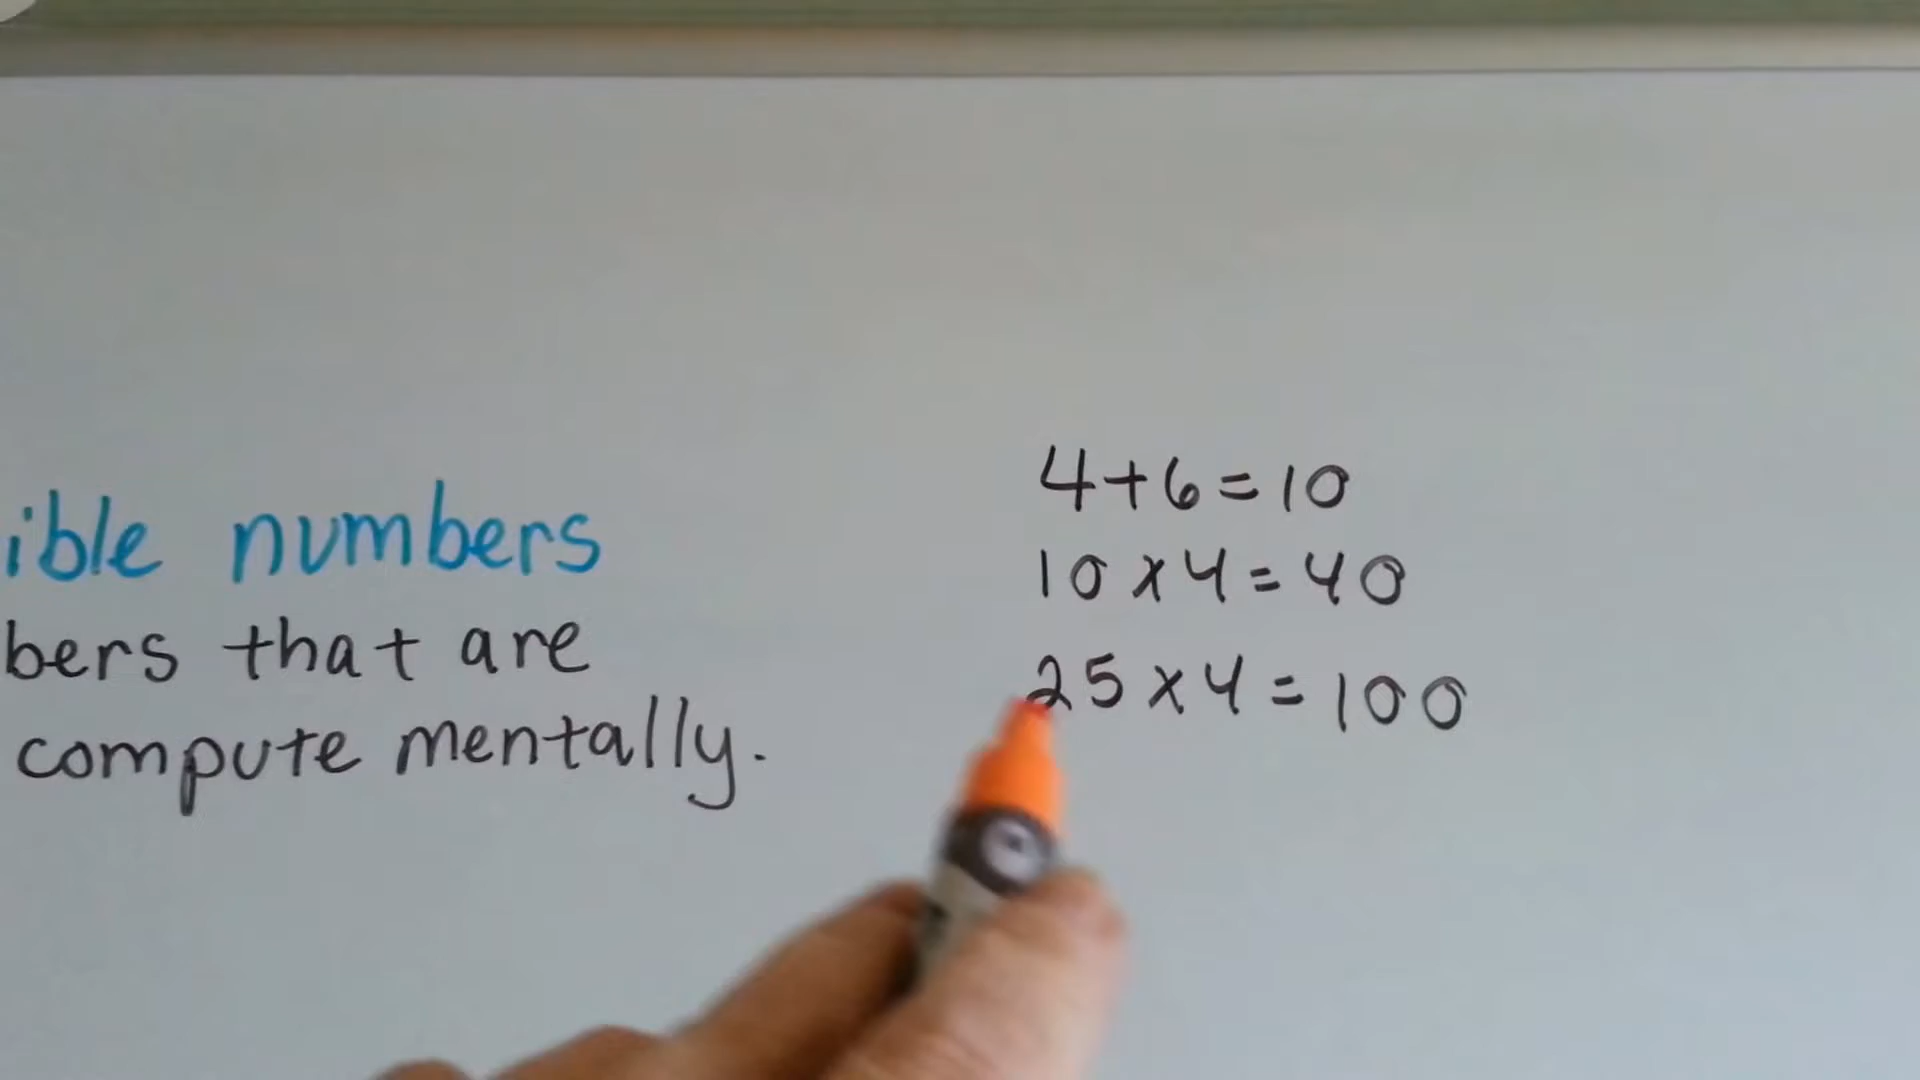 ible numbers
bers that are
compute mentally.
4+6=10
10x4=40
25x4=100